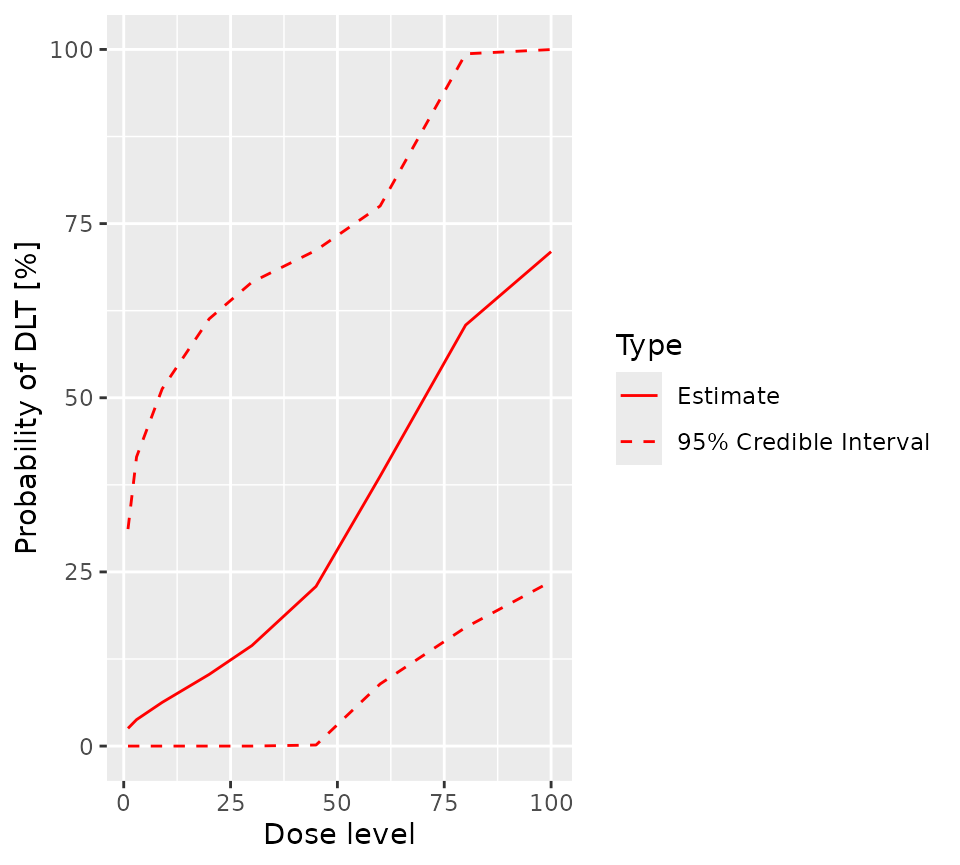 Probability of DLT [%]
100
75
50
25
0
0 25 50 75 100
Dose level
Type
Estimate
95% Credible Interval